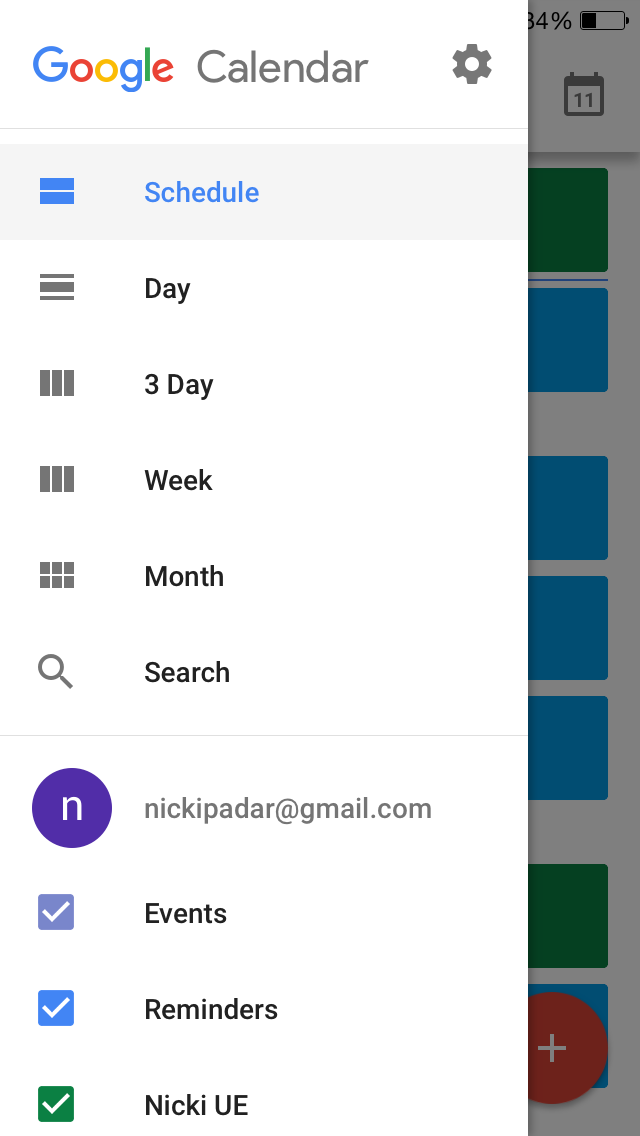 Google Calendar
34%
11
Schedule
Day
3 Day
Week
Month
Search
n
nickipadar@gmail.com
Events
Reminders
Nicki UE